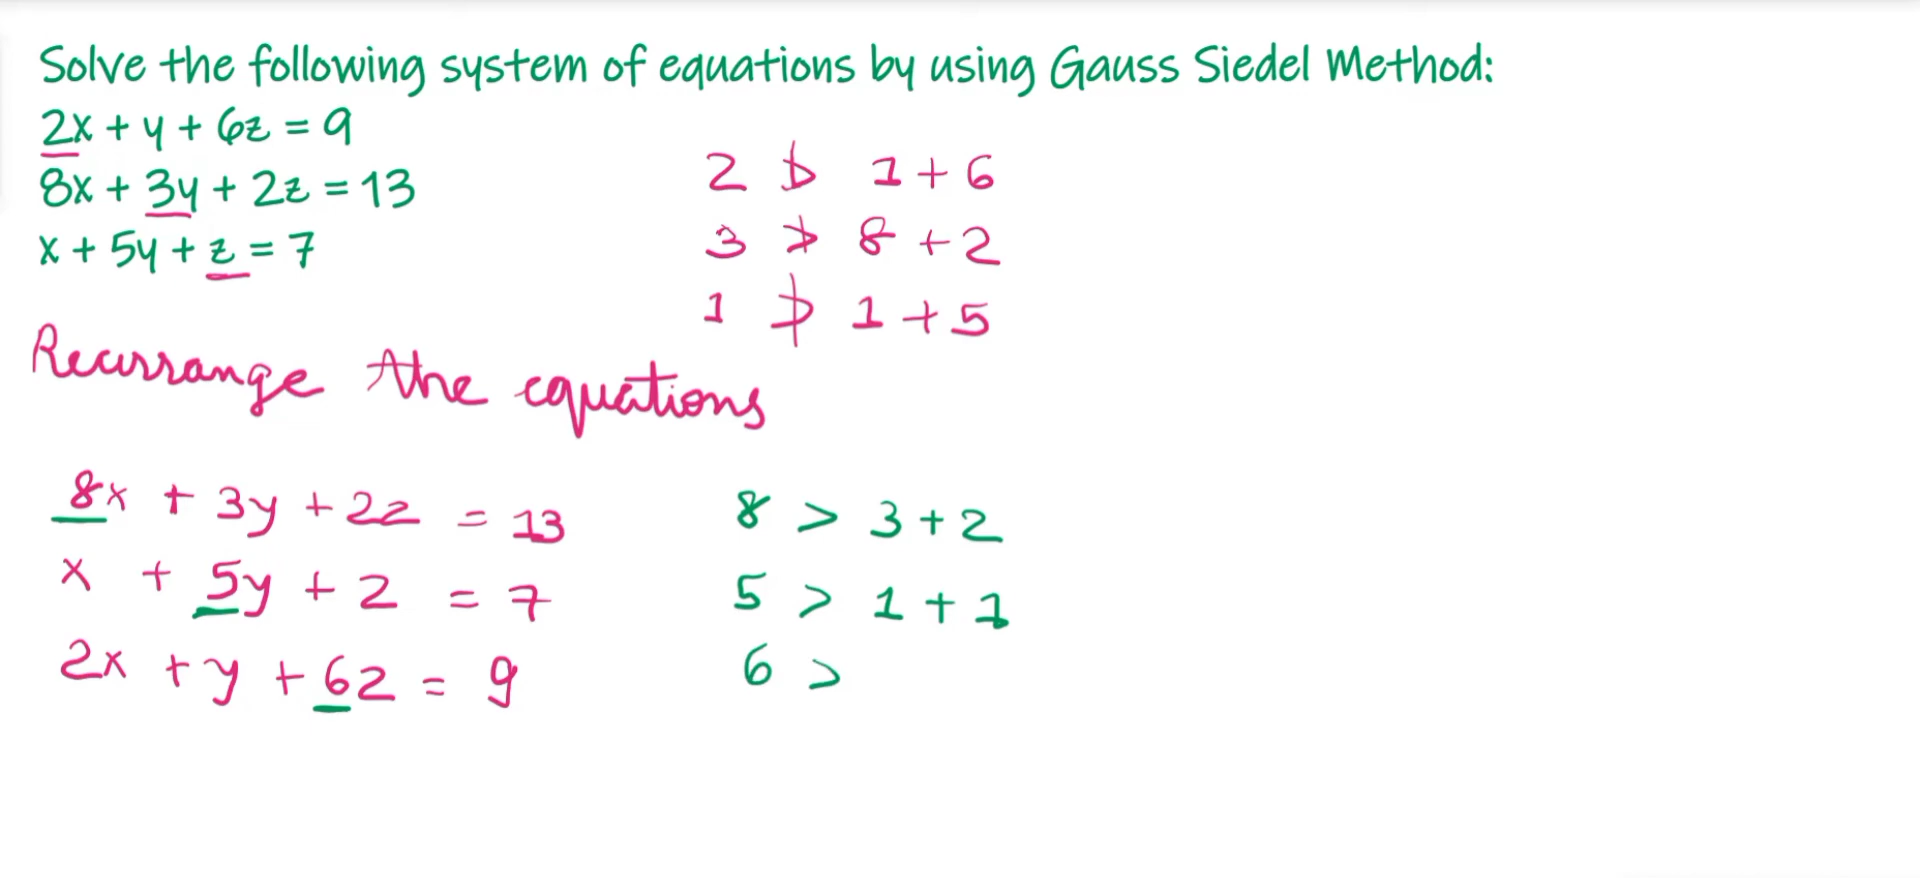 Solve the following system of equations by using Gauss Siedel Method:
2x + y + 6z = 9
8x + 3y + 2z = 13
x + 5y + z = 7
2 ≯ 1 + 6
3 ≯ 8 + 2
1 ≯ 1 + 5
Rearrange the equations
8x + 3y + 2z = 13
x + 5y + z = 7
2x + y + 6z = 9
8 > 3 + 2
5 > 1 + 1
6 >